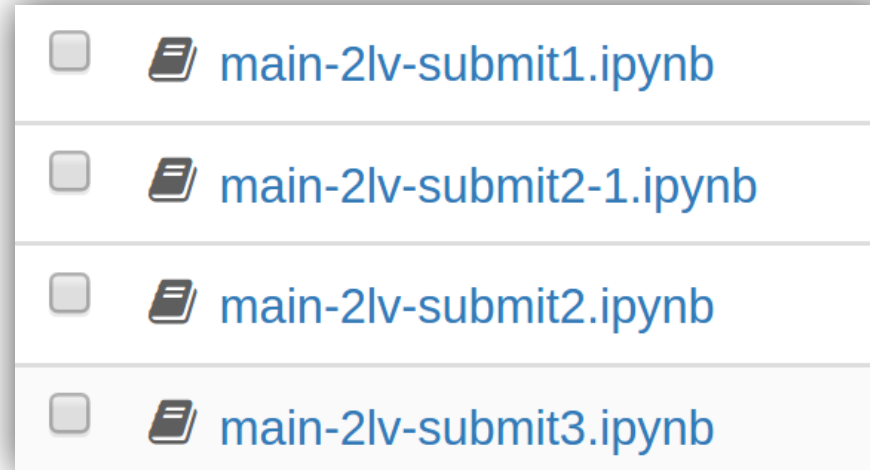 main-2lv-submit1.ipynb
main-2lv-submit2-1.ipynb
main-2lv-submit2.ipynb
main-2lv-submit3.ipynb